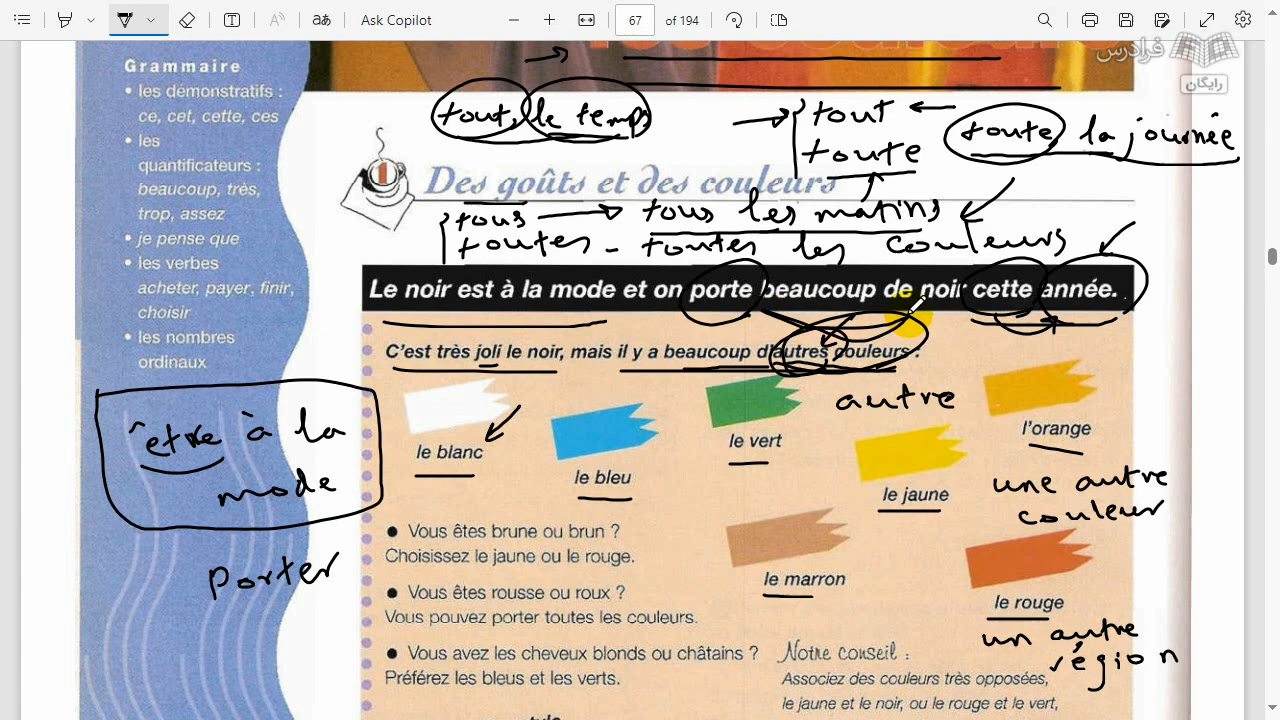 Ask Copilot
67
of 194
فرادرس
رایگان
Grammaire
• les démonstratifs :
ce, cet, cette, ces
• les
quantificateurs :
beaucoup, très,
trop, assez
• je pense que
• les verbes
acheter, payer, finir,
choisir
• les nombres
ordinaux
tout, le temps
tout
toute
toute la journée
Des goûts et des couleurs
tous → tous les matins
toutes - toutes les couleurs
Le noir est à la mode et on porte beaucoup de noir cette année.
C'est très joli le noir, mais il y a beaucoup d'autres couleurs :
autre
le blanc
le bleu
le vert
le jaune
l'orange
une autre
couleur
le marron
le rouge
un autre
région
être à la
mode
porter
● Vous êtes brune ou brun ?
Choisissez le jaune ou le rouge.
● Vous êtes rousse ou roux ?
Vous pouvez porter toutes les couleurs.
● Vous avez les cheveux blonds ou châtains ?
Préférez les bleus et les verts.
Notre conseil :
Associez des couleurs très opposées,
le jaune et le noir, ou le rouge et le vert,